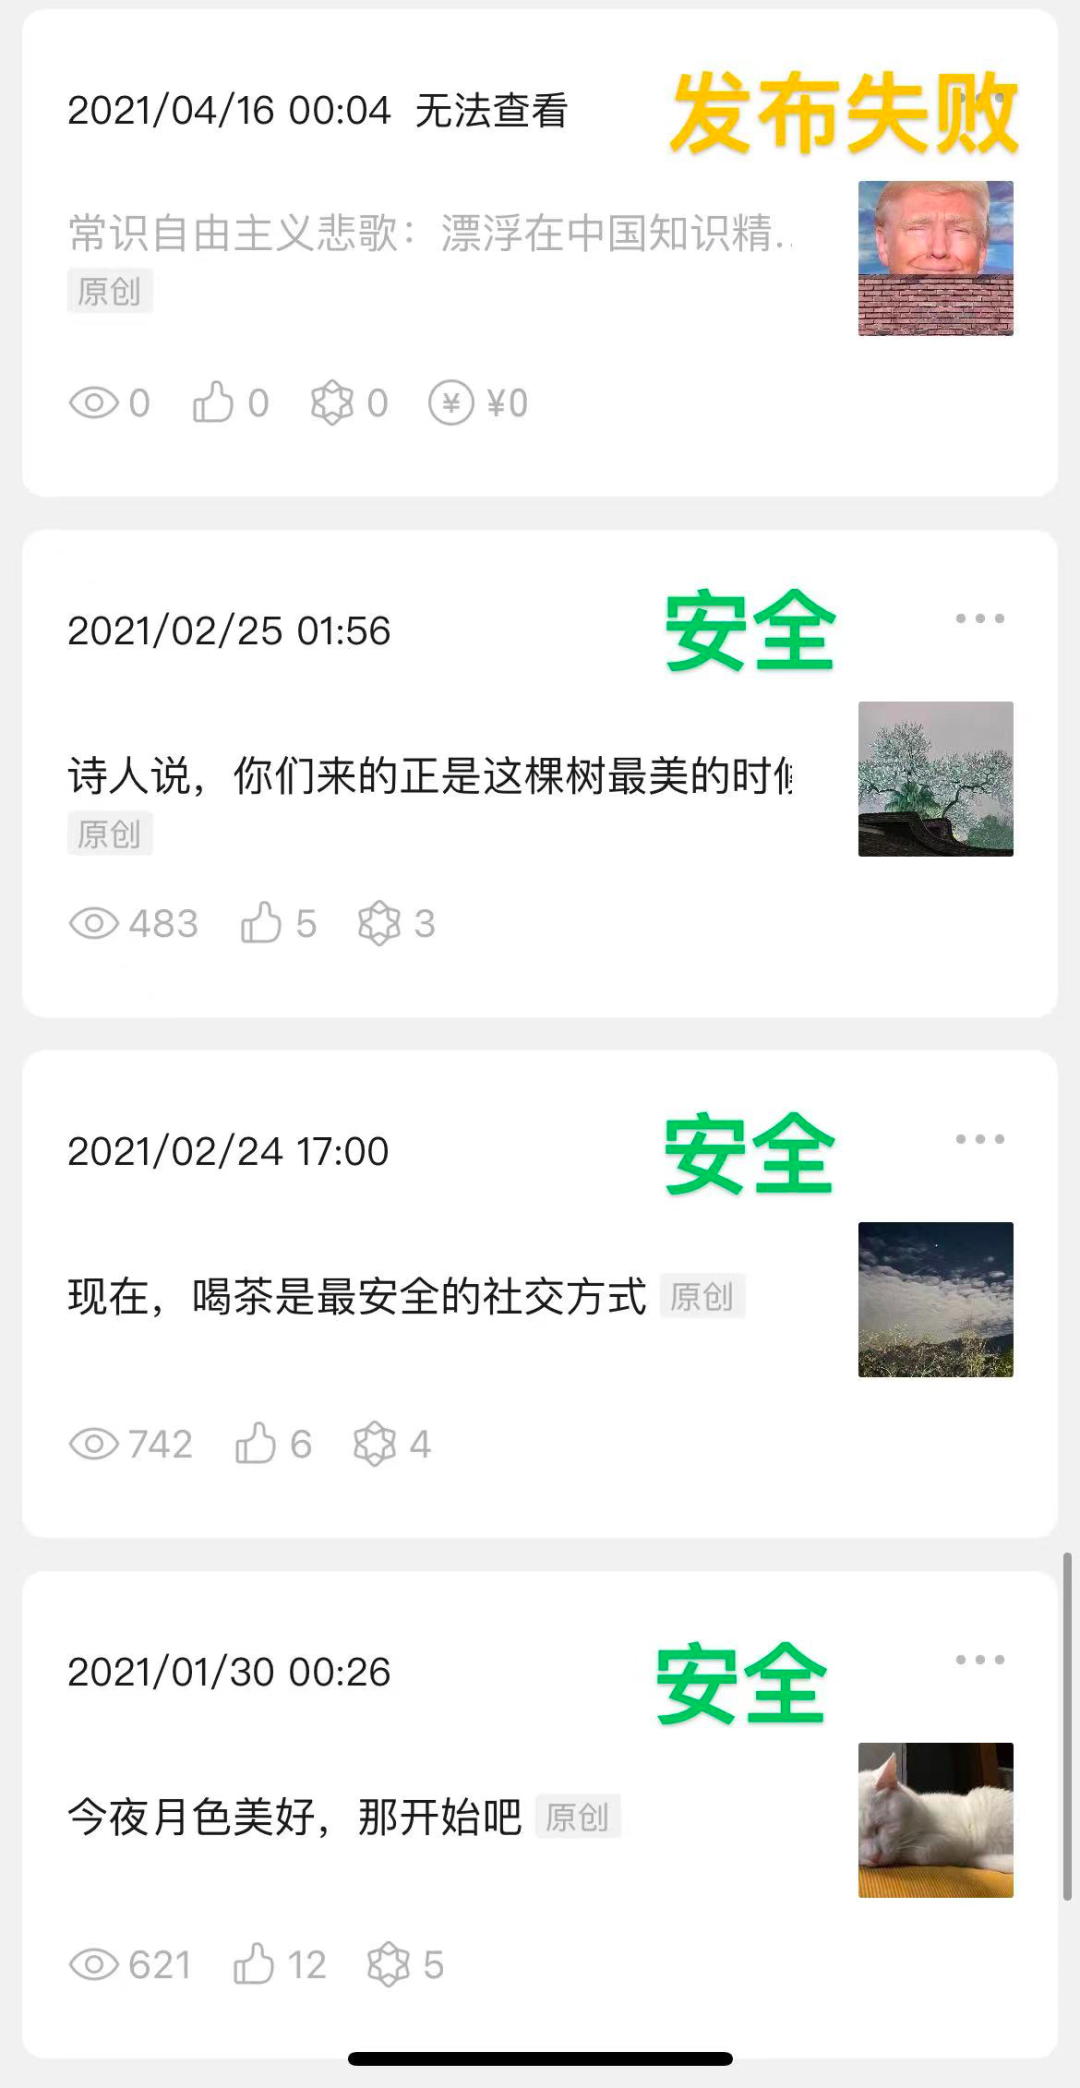 2021/04/16 00:04 无法查看
发布失败
常识自由主义悲歌：漂浮在中国知识精..
原创
0 0 0 ¥ ¥0
2021/02/25 01:56
安全
诗人说，你们来的正是这棵树最美的时
原创
483 5 3
2021/02/24 17:00
安全
现在，喝茶是最安全的社交方式 原创
742 6 4
2021/01/30 00:26
安全
今夜月色美好，那开始吧 原创
621 12 5